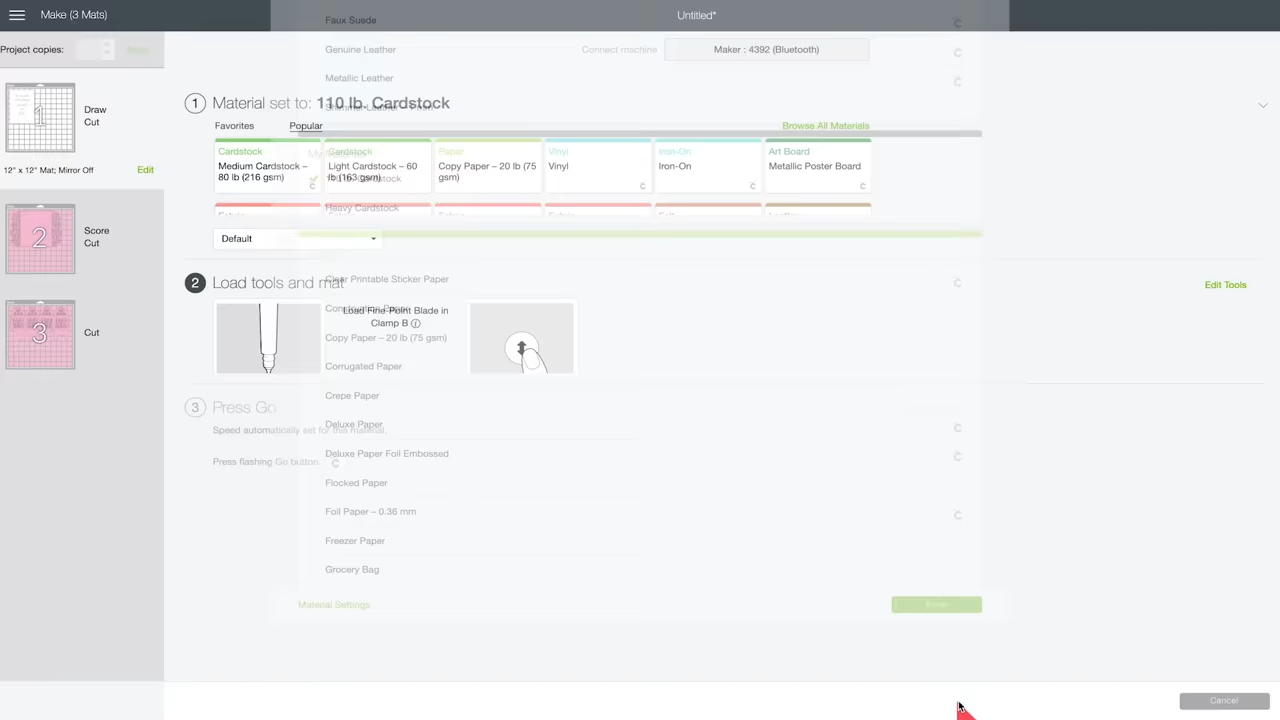 Make (3 Mats)
Untitled*
Project copies:
Draw
Cut
1
12" x 12" Mat; Mirror Off
Edit
Score
Cut
2
Cut
3
Faux Suede
Genuine Leather
Metallic Leather
Connect machine
Maker : 4392 (Bluetooth)
1 Material set to: 110 lb. Cardstock
Favorites
Popular
Browse All Materials
Cardstock
Medium Cardstock –
80 lb (216 gsm)
Cardstock
Light Cardstock – 60
lb (163 gsm)
Paper
Copy Paper – 20 lb (75
gsm)
Vinyl
Vinyl
Iron-On
Iron-On
Art Board
Metallic Poster Board
Heavy Cardstock
Default
2 Load tools and mat
Edit Tools
Clear Printable Sticker Paper
Load Fine-Point Blade in
Clamp B
Copy Paper – 20 lb (75 gsm)
Corrugated Paper
Crepe Paper
3 Press Go
Deluxe Paper
Speed automatically set for this material.
Deluxe Paper Foil Embossed
Press flashing Go button.
Flocked Paper
Foil Paper – 0.36 mm
Freezer Paper
Grocery Bag
Material Settings
Cancel